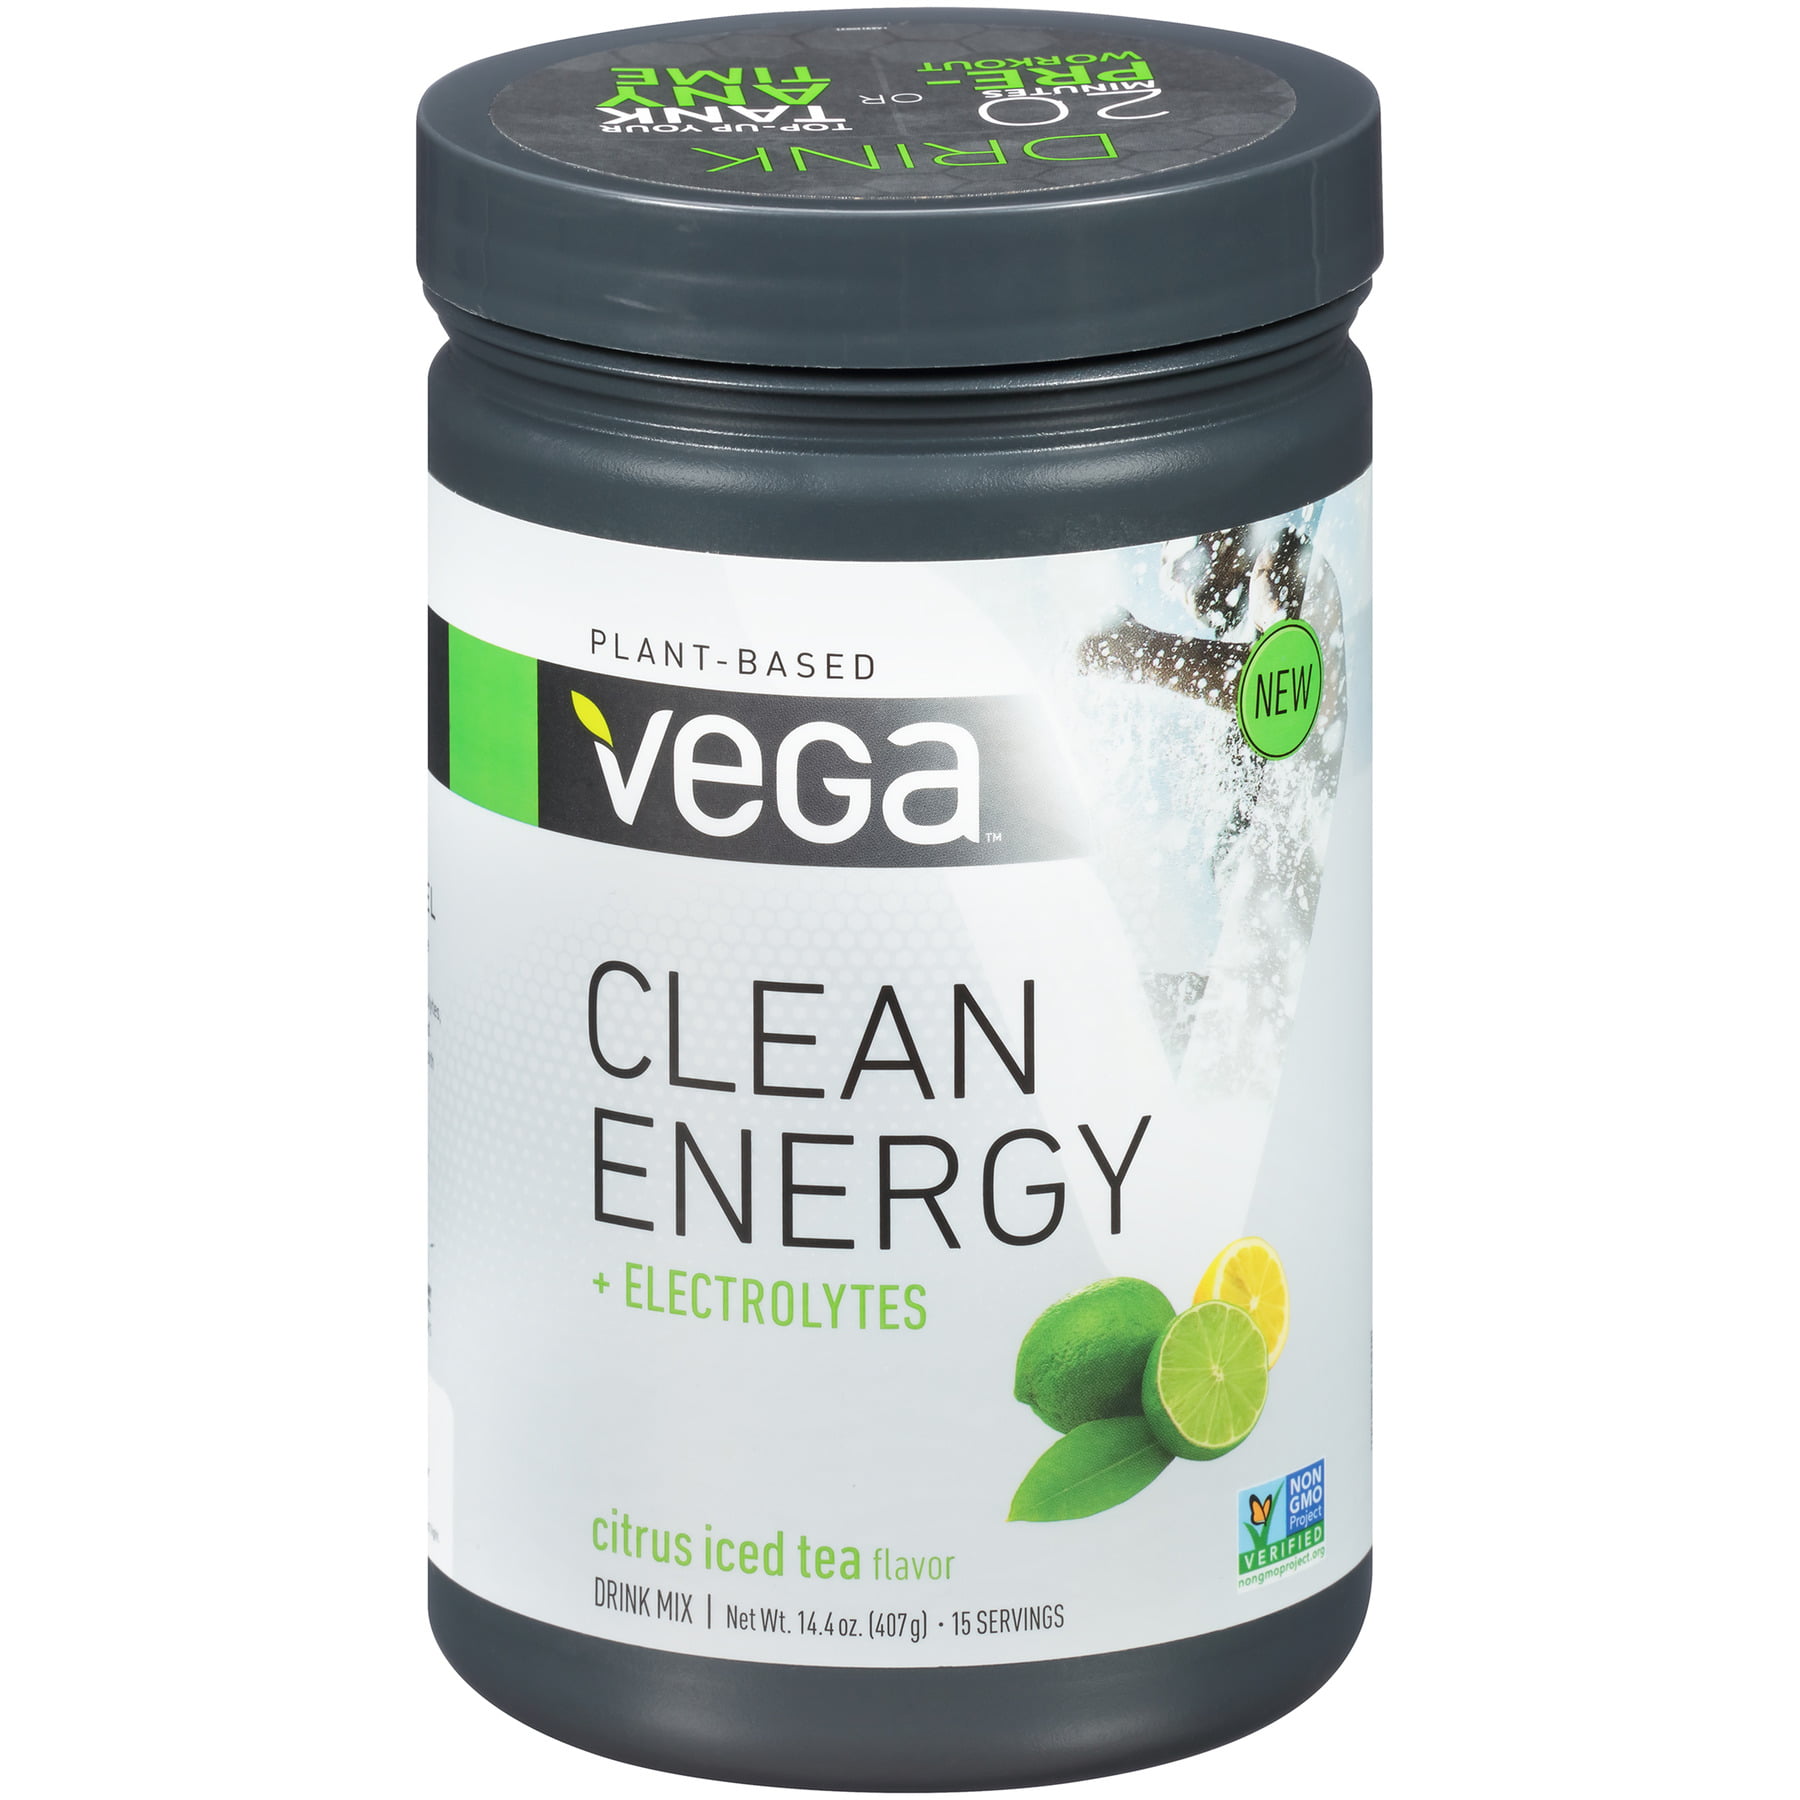 DRINK
20 MINUTES PRE-WORKOUT
OR
TOP-UP YOUR TANK ANY TIME
PLANT-BASED
vega™
NEW
CLEAN
ENERGY
+ ELECTROLYTES
citrus iced tea flavor
DRINK MIX | Net Wt. 14.4 oz. (407g) · 15 SERVINGS
NON
GMO
Project
VERIFIED
nongmoproject.org